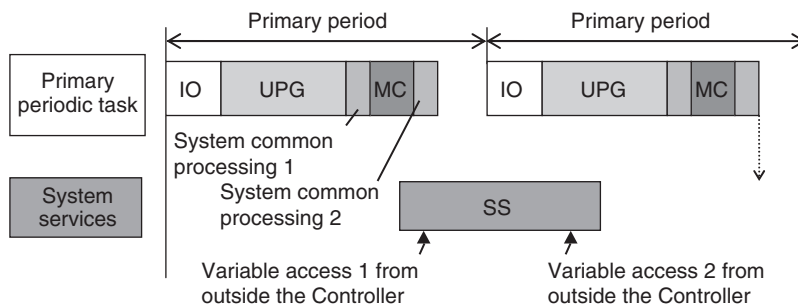 Primary period
Primary period
Primary
periodic task
IO
UPG
MC
IO
UPG
MC
System common
processing 1
System common
processing 2
System
services
SS
Variable access 1 from
outside the Controller
Variable access 2 from
outside the Controller